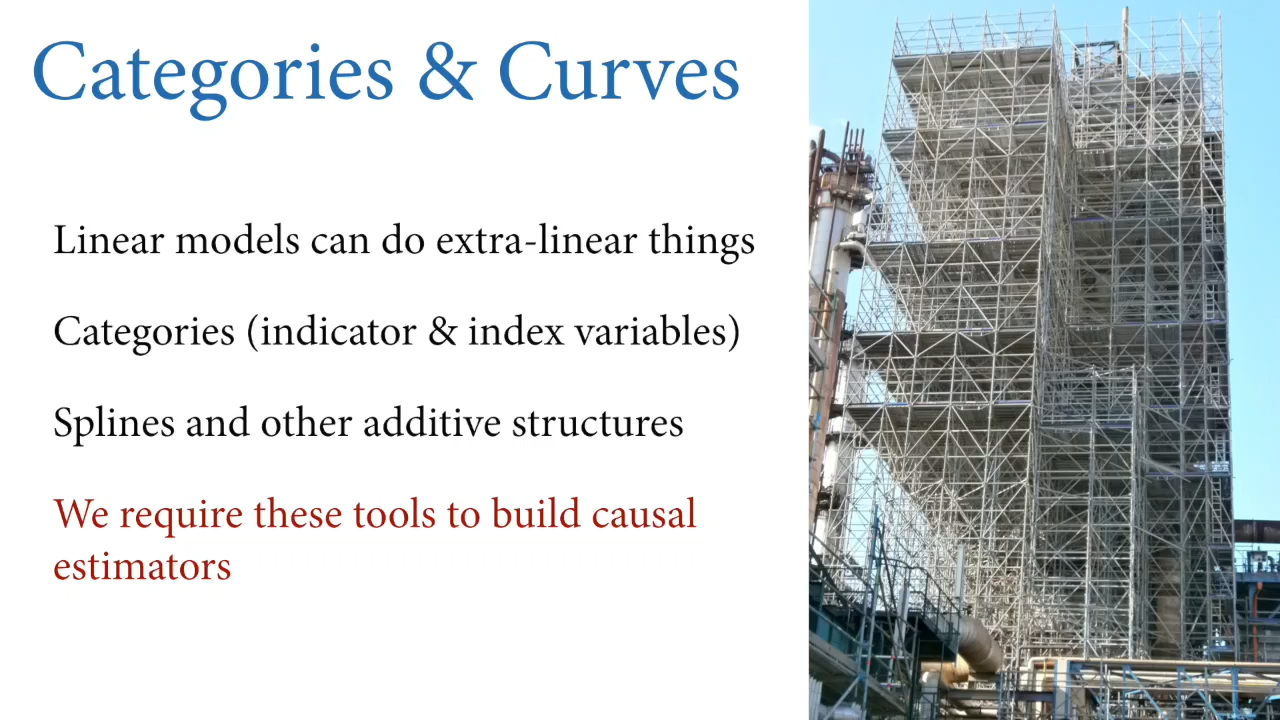 Categories & Curves
Linear models can do extra-linear things
Categories (indicator & index variables)
Splines and other additive structures
We require these tools to build causal
estimators